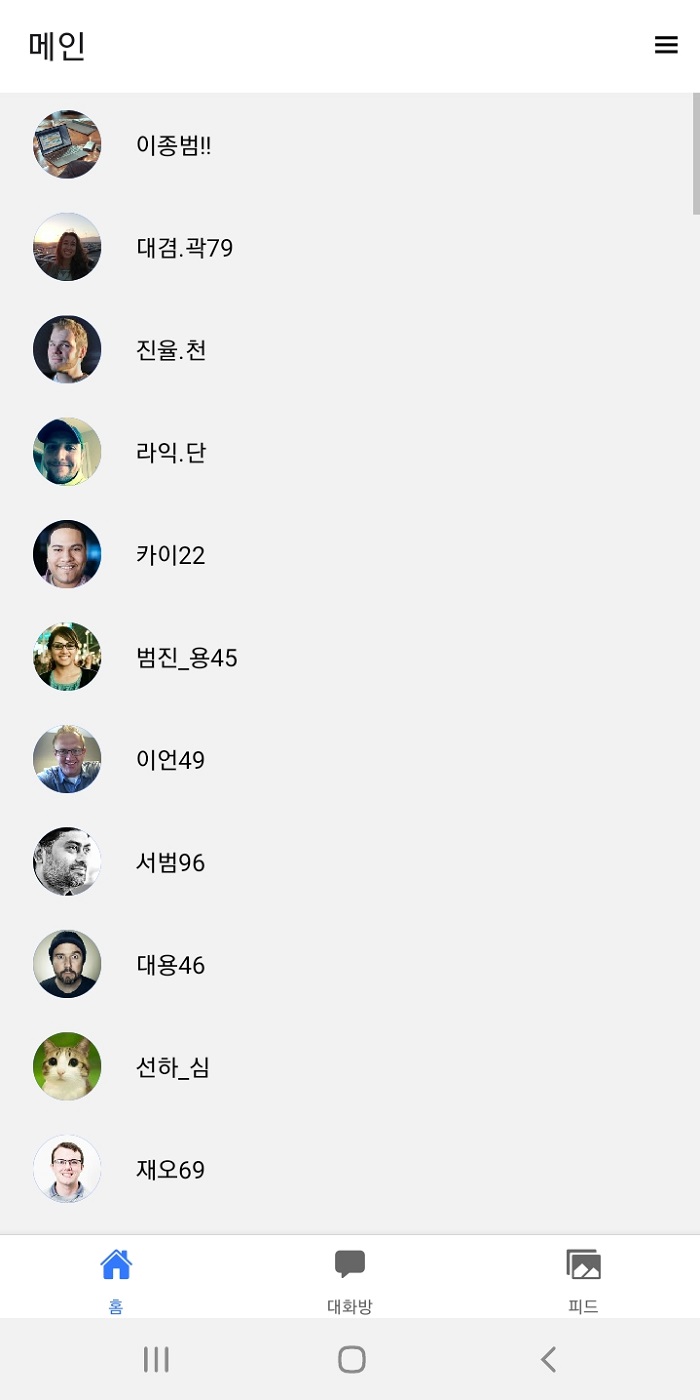 메인
이종범!!
대겸.곽79
진율.천
라익.단
카이22
범진_용45
이언49
서범96
대용46
선하_심
재오69
홈 대화방 피드